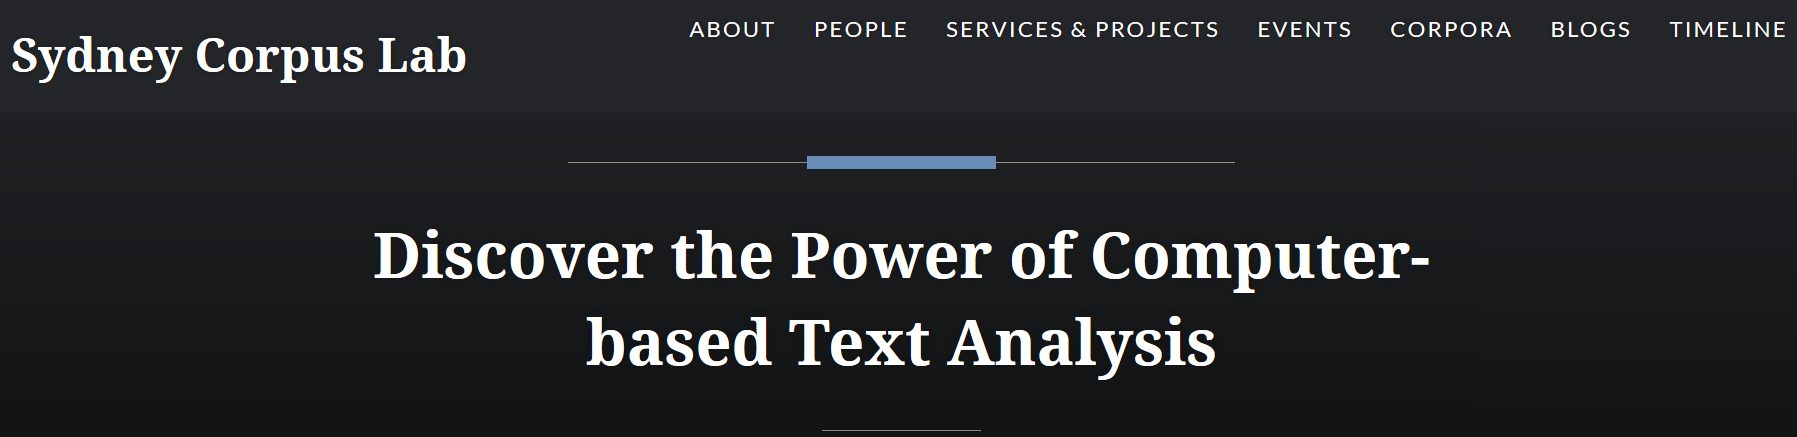 Sydney Corpus Lab
ABOUT PEOPLE SERVICES & PROJECTS EVENTS CORPORA BLOGS TIMELINE
Discover the Power of Computer-
based Text Analysis